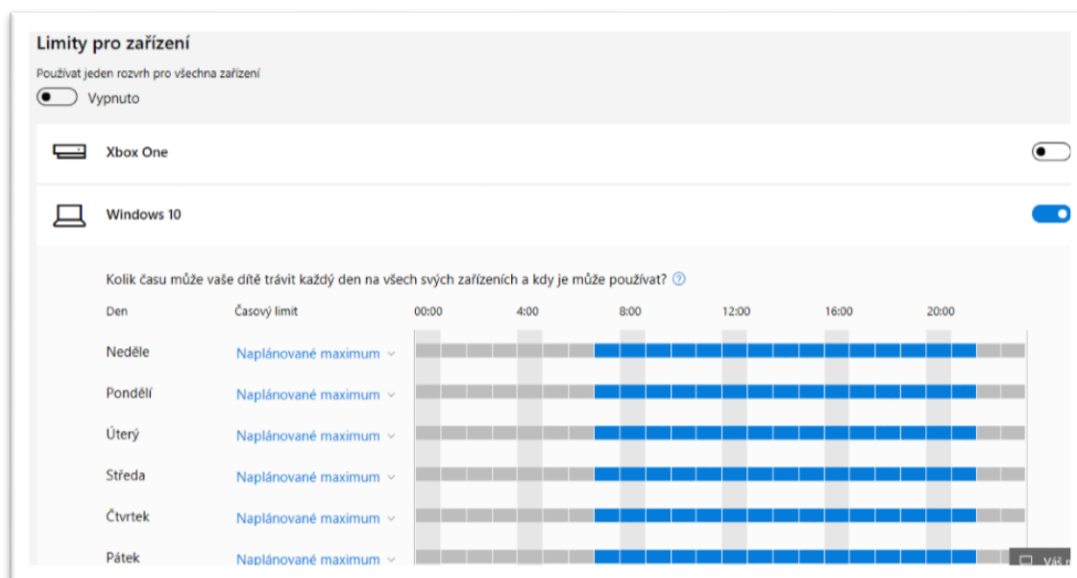 Limity pro zařízení
Používat jeden rozvrh pro všechna zařízení
Vypnuto
Xbox One
Windows 10
Kolik času může vaše dítě trávit každý den na všech svých zařízeních a kdy je může používat? ?
Den Časový limit 00:00 4:00 8:00 12:00 16:00 20:00
Neděle Naplánované maximum
Pondělí Naplánované maximum
Úterý Naplánované maximum
Středa Naplánované maximum
Čtvrtek Naplánované maximum
Pátek Naplánované maximum
Váš